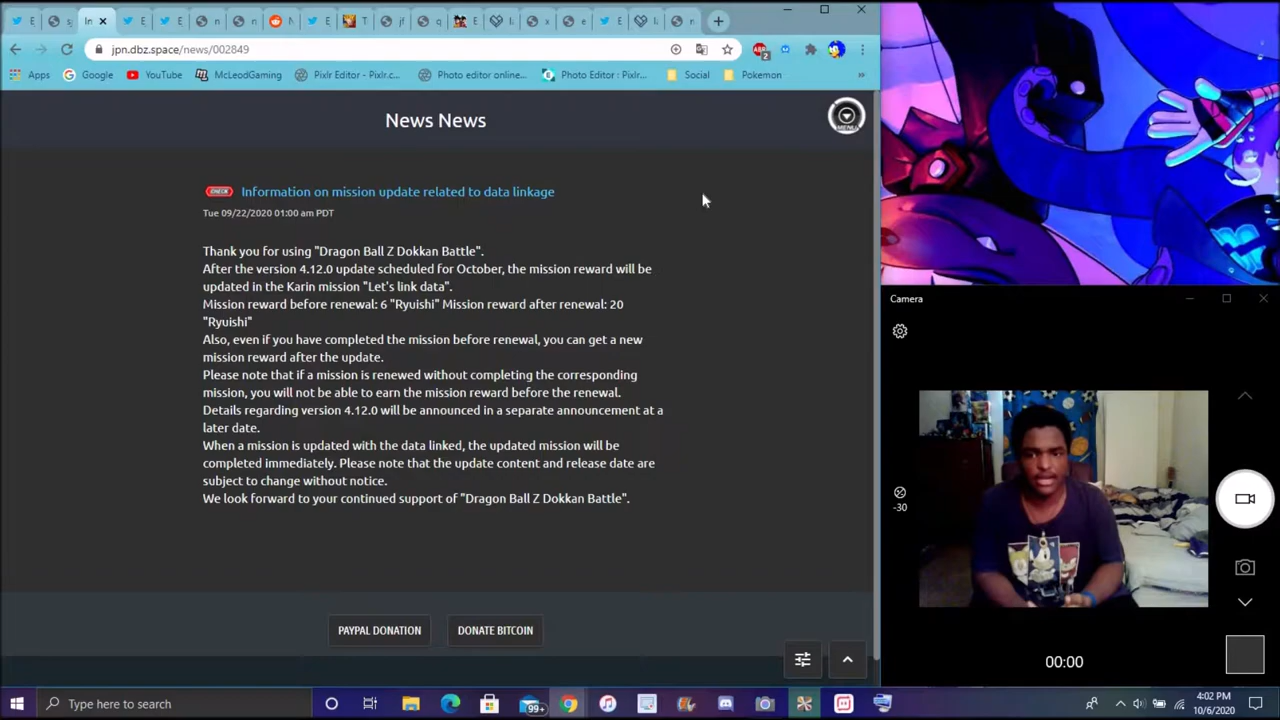 jpn.dbz.space/news/002849
Apps
Google
YouTube
McLeodGaming
Pixlr Editor - Pixlr.c...
Photo editor online...
Photo Editor : Pixlr...
Social
Pokemon
»
News News
MENU
Information on mission update related to data linkage
Tue 09/22/2020 01:00 am PDT
Thank you for using "Dragon Ball Z Dokkan Battle".
After the version 4.12.0 update scheduled for October, the mission reward will be
updated in the Karin mission "Let's link data".
Mission reward before renewal: 6 "Ryuishi" Mission reward after renewal: 20
"Ryuishi"
Also, even if you have completed the mission before renewal, you can get a new
mission reward after the update.
Please note that if a mission is renewed without completing the corresponding
mission, you will not be able to earn the mission reward before the renewal.
Details regarding version 4.12.0 will be announced in a separate announcement at a
later date.
When a mission is updated with the data linked, the updated mission will be
completed immediately. Please note that the update content and release date are
subject to change without notice.
We look forward to your continued support of "Dragon Ball Z Dokkan Battle".
PAYPAL DONATION
DONATE BITCOIN
Camera
-30
00:00
Type here to search
99+
4:02 PM
10/6/2020